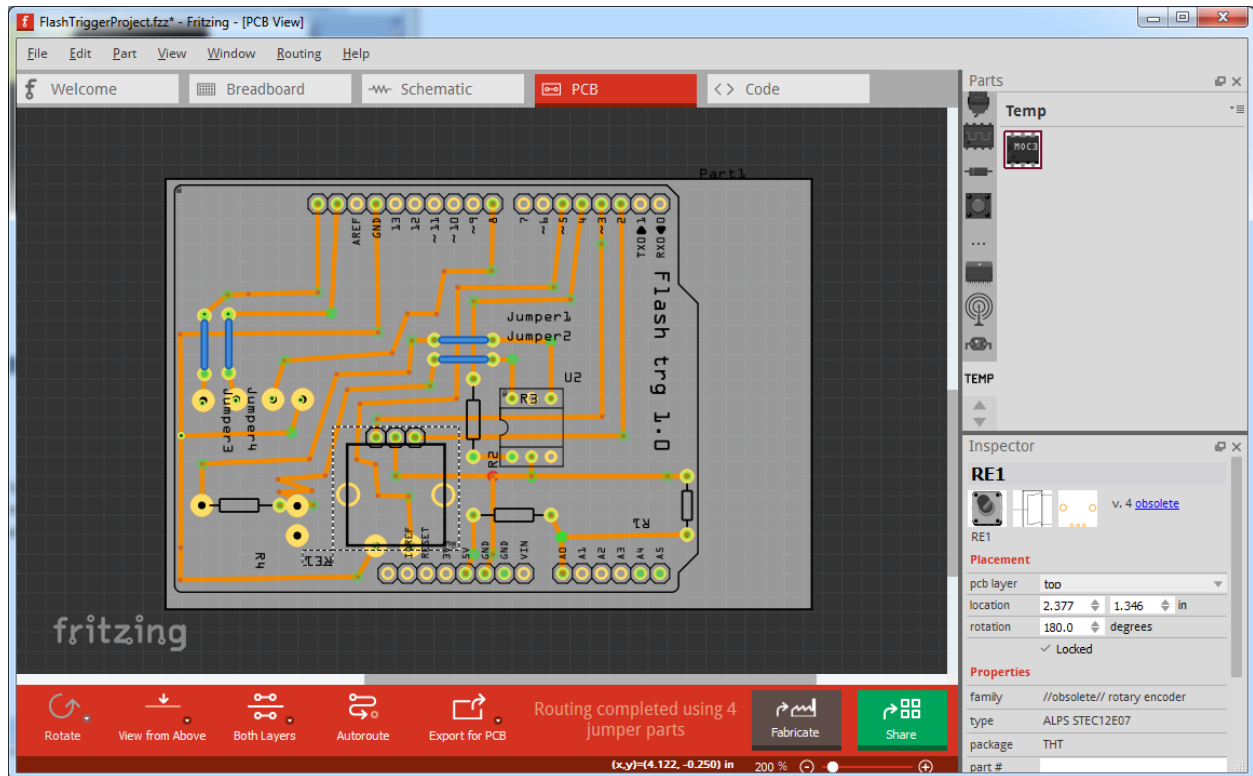 FlashTriggerProject.fzz* - Fritzing - [PCB View]
File Edit Part View Window Routing Help
Welcome Breadboard Schematic PCB Code
Parts
Temp
MOC3
TEMP
Part1
AREF GND 13 12 ~11 ~10 ~9 8 7 ~6 ~5 4 ~3 2 TX0 1 RX0 0
Flash trg 1.0
Jumper1
Jumper2
U2
R3
Jumper3 Jumper4
R2
R1
R4
RE1
IOREF RESET 3V3 5V GND GND VIN A0 A1 A2 A3 A4 A5
fritzing
Inspector
RE1
v. 4 obsolete
RE1
Placement
pcb layer top
location 2.377 1.346 in
rotation 180.0 degrees
Locked
Properties
family //obsolete// rotary encoder
type ALPS STEC12E07
package THT
part #
Rotate View from Above Both Layers Autoroute Export for PCB
Routing completed using 4
jumper parts
Fabricate Share
(x,y)=(4.122, -0.250) in 200 %